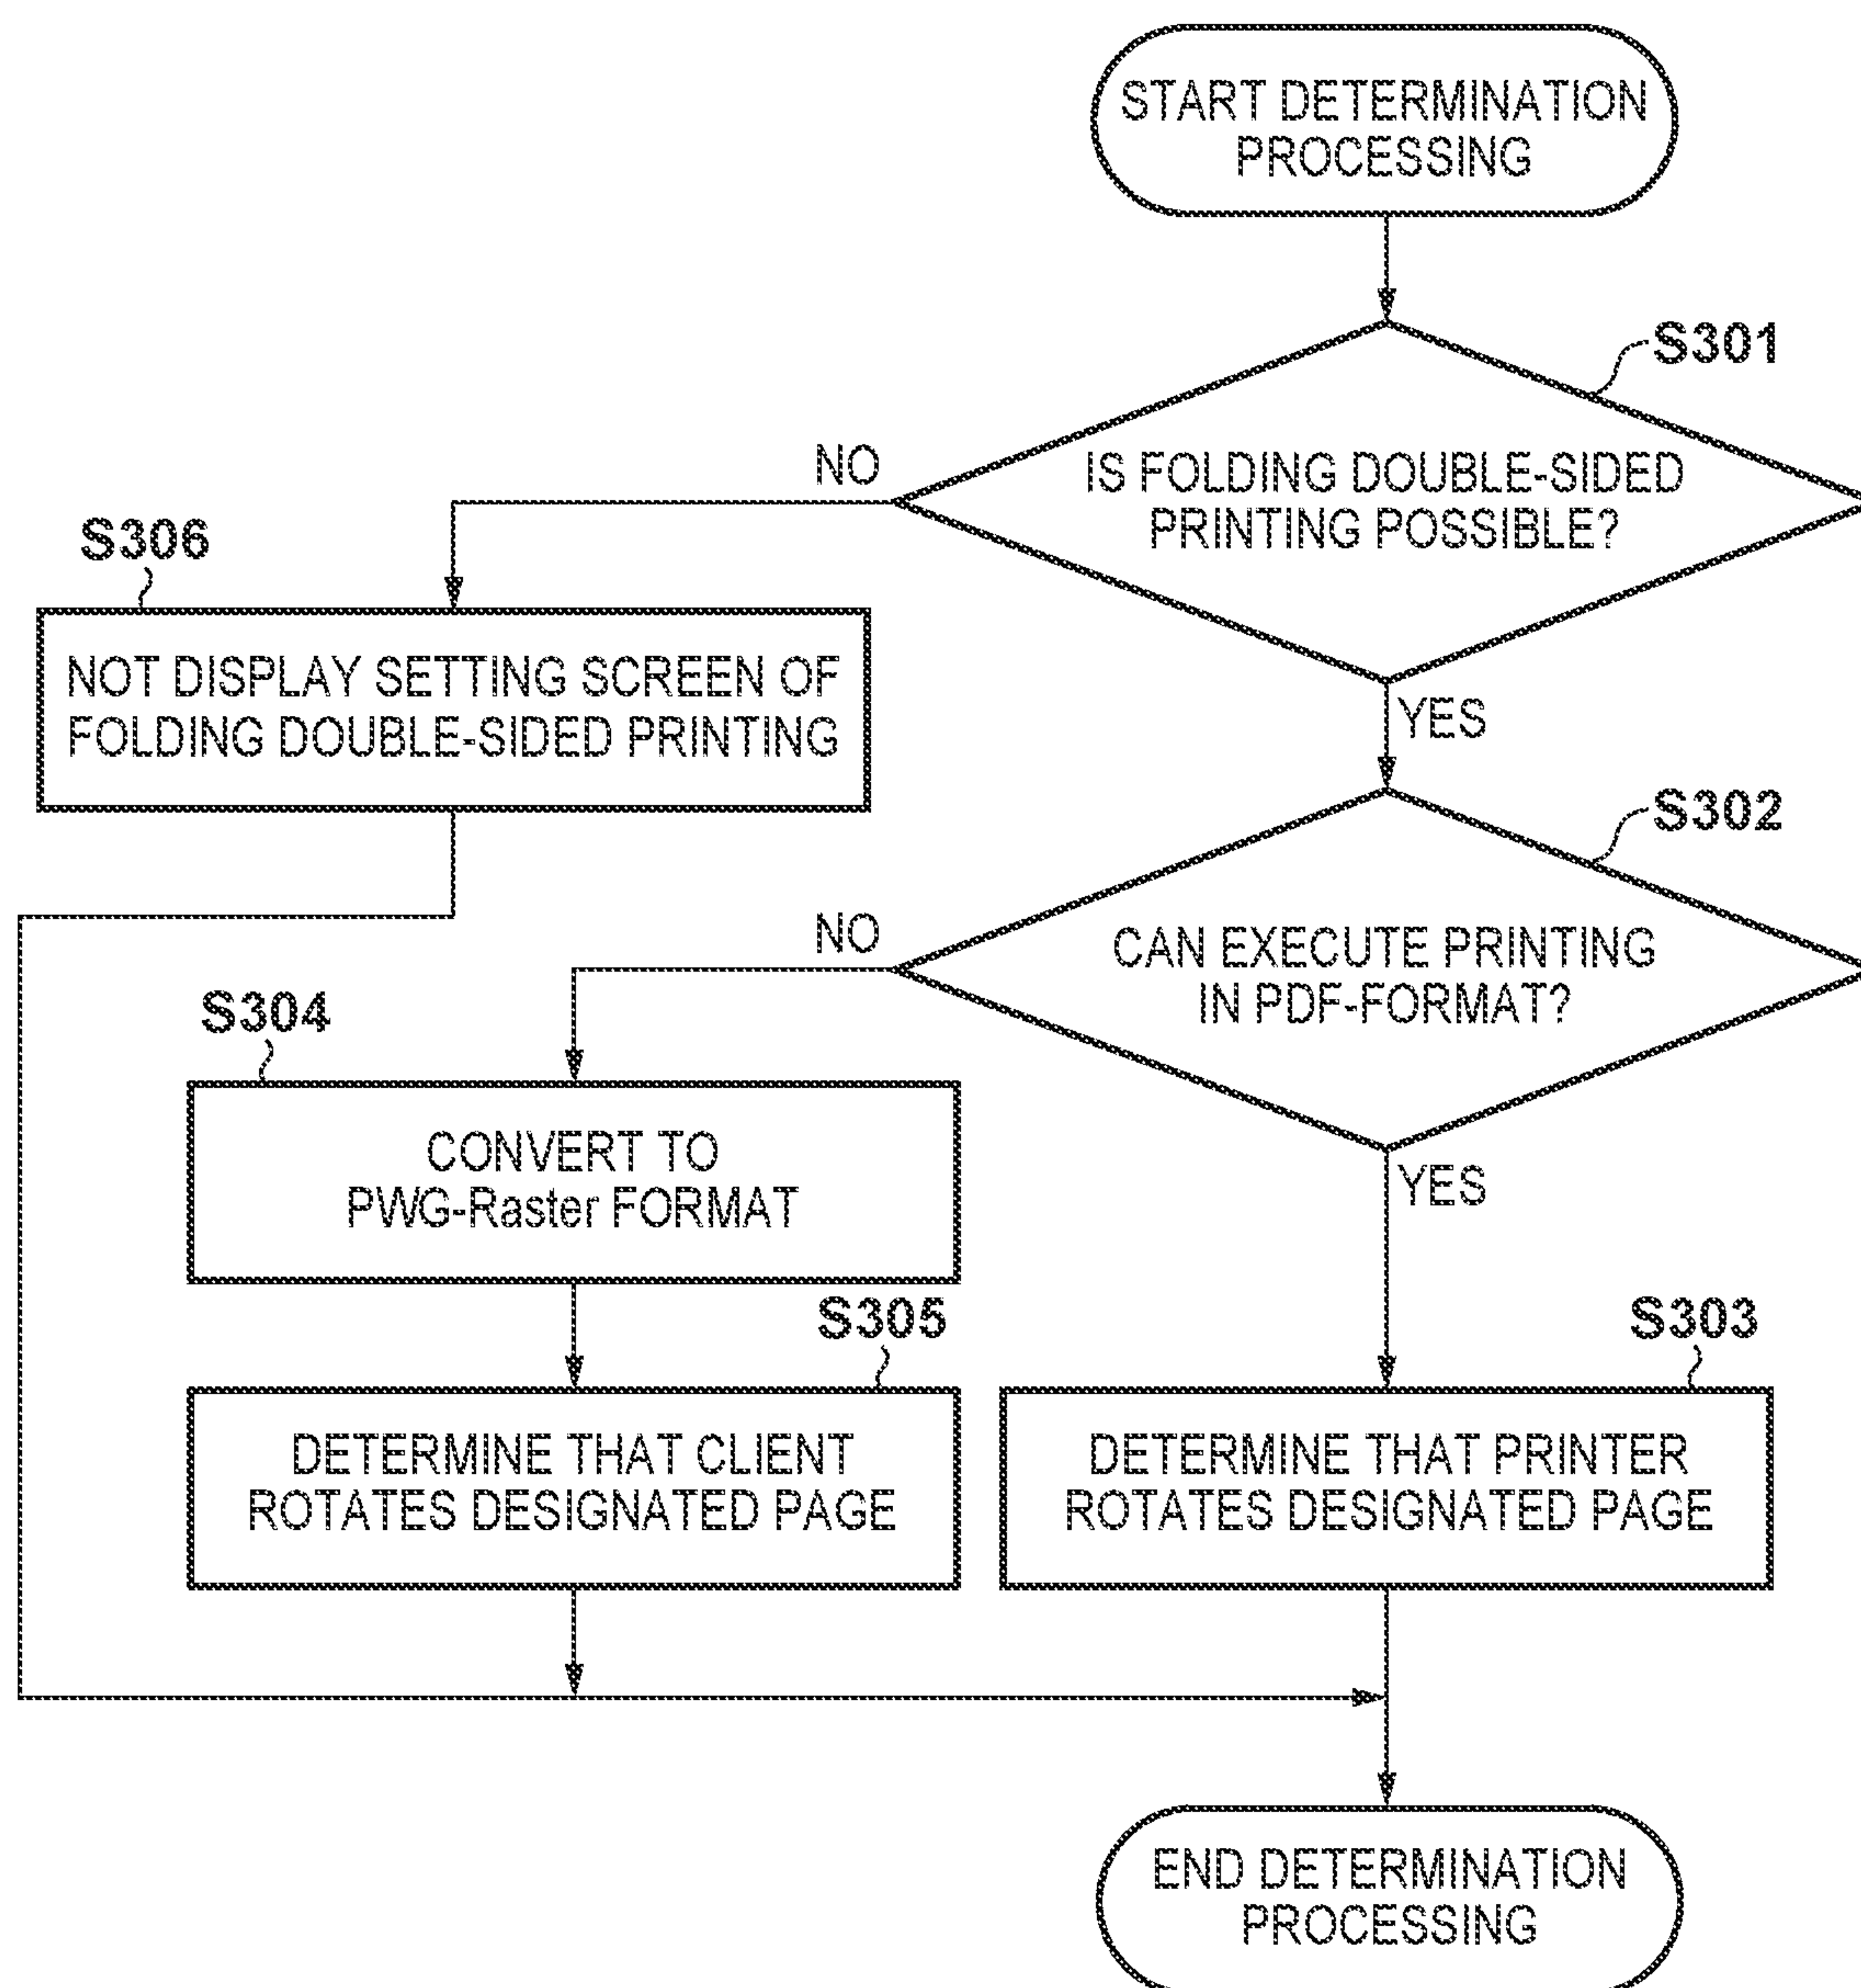 START DETERMINATION
PROCESSING
S301
IS FOLDING DOUBLE-SIDED
PRINTING POSSIBLE?
NO
YES
S306
NOT DISPLAY SETTING SCREEN OF
FOLDING DOUBLE-SIDED PRINTING
S302
CAN EXECUTE PRINTING
IN PDF-FORMAT?
NO
YES
S304
CONVERT TO
PWG-Raster FORMAT
S305
DETERMINE THAT CLIENT
ROTATES DESIGNATED PAGE
S303
DETERMINE THAT PRINTER
ROTATES DESIGNATED PAGE
END DETERMINATION
PROCESSING